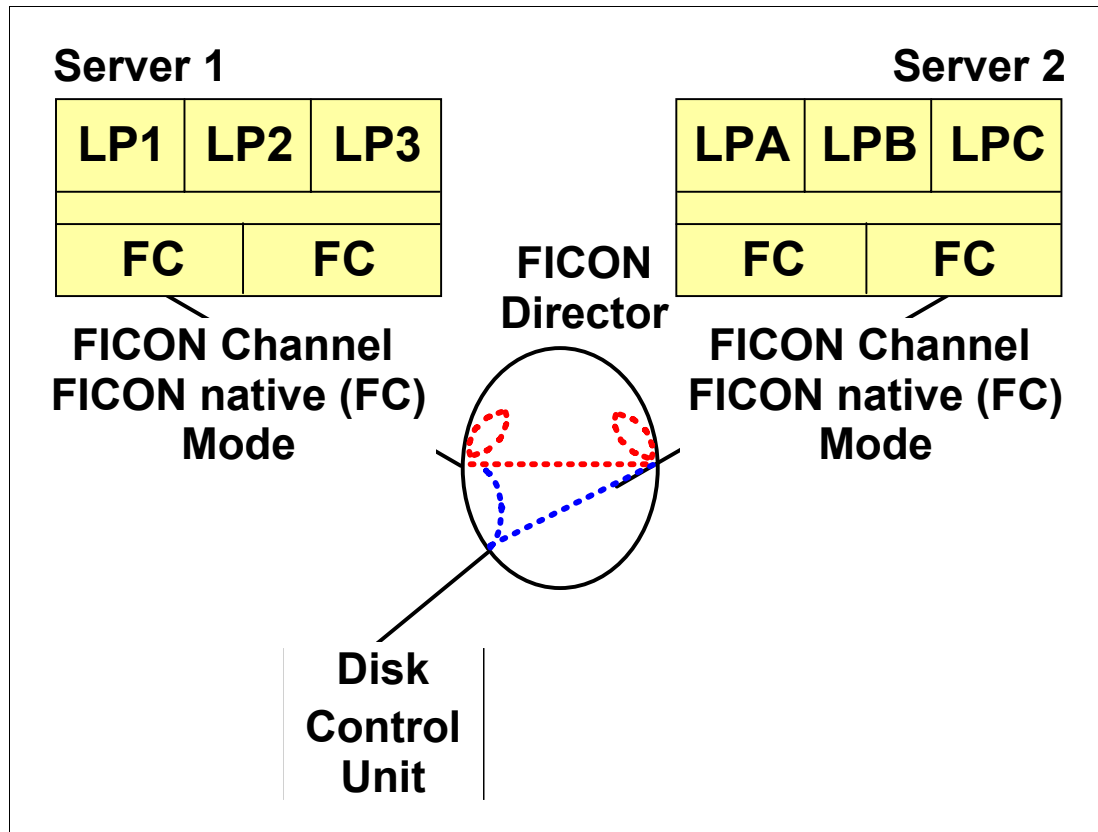 Server 1
Server 2
LP1 LP2 LP3
LPA LPB LPC
FC FC
FC FC
FICON
Director
FICON Channel
FICON native (FC)
Mode
FICON Channel
FICON native (FC)
Mode
Disk
Control
Unit